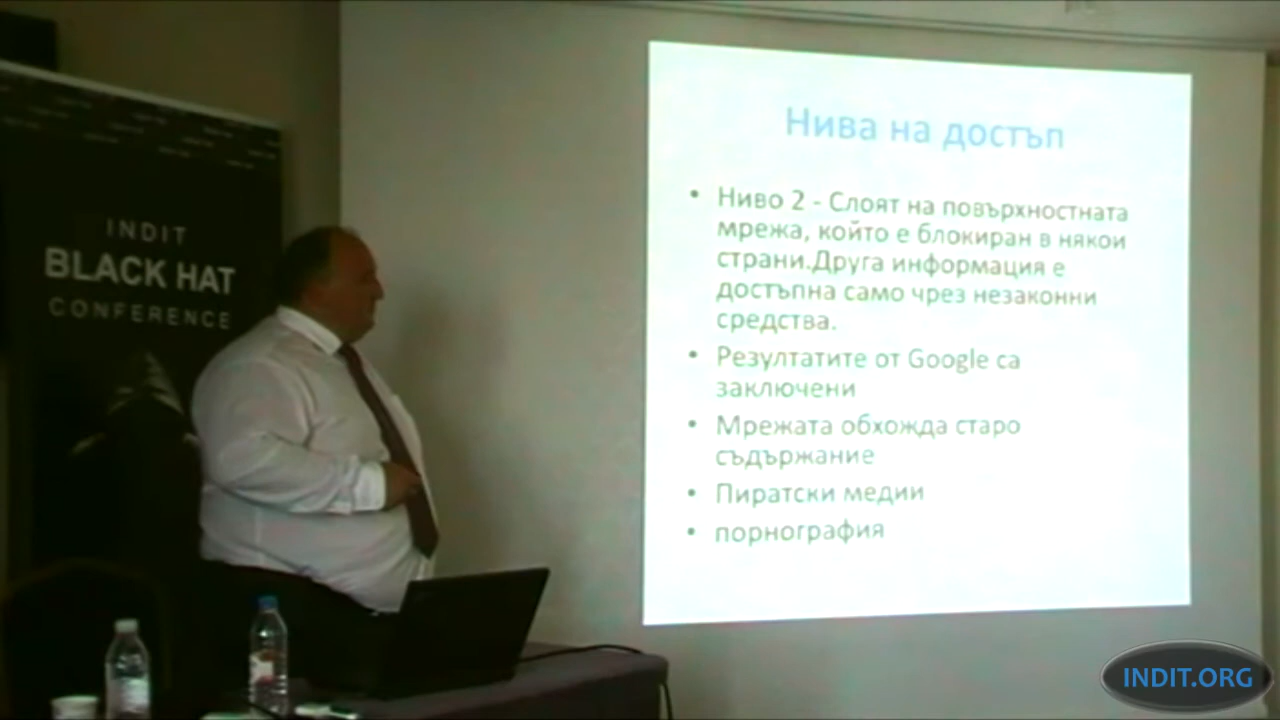 INDIT
BLACK HAT
CONFERENCE
Нива на достъп
• Ниво 2 - Слоят на повърхностната
мрежа, който е блокиран в някои
страни.Друга информация е
достъпна само чрез незаконни
средства.
• Резултатите от Google са
заключени
• Мрежата обхожда старо
съдържание
• Пиратски медии
• порнография
INDIT.ORG